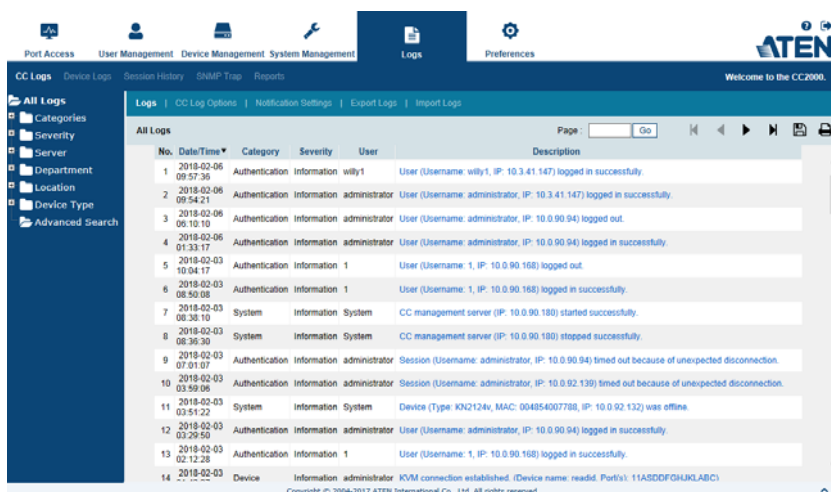 Port Access User Management Device Management System Management Logs Preferences
ATEN
CC Logs Device Logs Session History SNMP Trap Reports Welcome to the CC2000.
All Logs
Categories
Severity
Server
Department
Location
Device Type
Advanced Search
Logs | CC Log Options | Notification Settings | Export Logs | Import Logs
All Logs Page : Go
No. Date/Time▼ Category Severity User Description
1 2018-02-06 09:57:36 Authentication Information willy1 User (Username: willy1, IP: 10.3.41.147) logged in successfully.
2 2018-02-06 09:54:21 Authentication Information administrator User (Username: administrator, IP: 10.3.41.147) logged in successfully.
3 2018-02-06 06:10:10 Authentication Information administrator User (Username: administrator, IP: 10.0.90.94) logged out.
4 2018-02-06 01:33:17 Authentication Information administrator User (Username: administrator, IP: 10.0.90.94) logged in successfully.
5 2018-02-03 10:04:17 Authentication Information 1 User (Username: 1, IP: 10.0.90.168) logged out.
6 2018-02-03 08:50:08 Authentication Information 1 User (Username: 1, IP: 10.0.90.168) logged in successfully.
7 2018-02-03 08:38:10 System Information System CC management server (IP: 10.0.90.180) started successfully.
8 2018-02-03 08:36:30 System Information System CC management server (IP: 10.0.90.180) stopped successfully.
9 2018-02-03 07:01:07 Authentication Information administrator Session (Username: administrator, IP: 10.0.90.94) timed out because of unexpected disconnection.
10 2018-02-03 03:59:06 Authentication Information administrator Session (Username: administrator, IP: 10.0.92.139) timed out because of unexpected disconnection.
11 2018-02-03 03:51:22 System Information System Device (Type: KN2124v, MAC: 004854007788, IP: 10.0.92.132) was offline.
12 2018-02-03 03:29:50 Authentication Information administrator User (Username: administrator, IP: 10.0.90.94) logged in successfully.
13 2018-02-03 02:12:28 Authentication Information 1 User (Username: 1, IP: 10.0.90.168) logged in successfully.
14 2018-02-03 Device Information administrator KVM connection established. (Device name: readid, Port/s): 11ASDDFGHJKLABC)
Copyright © 2004-2017 ATEN International Co., Ltd. All rights reserved.